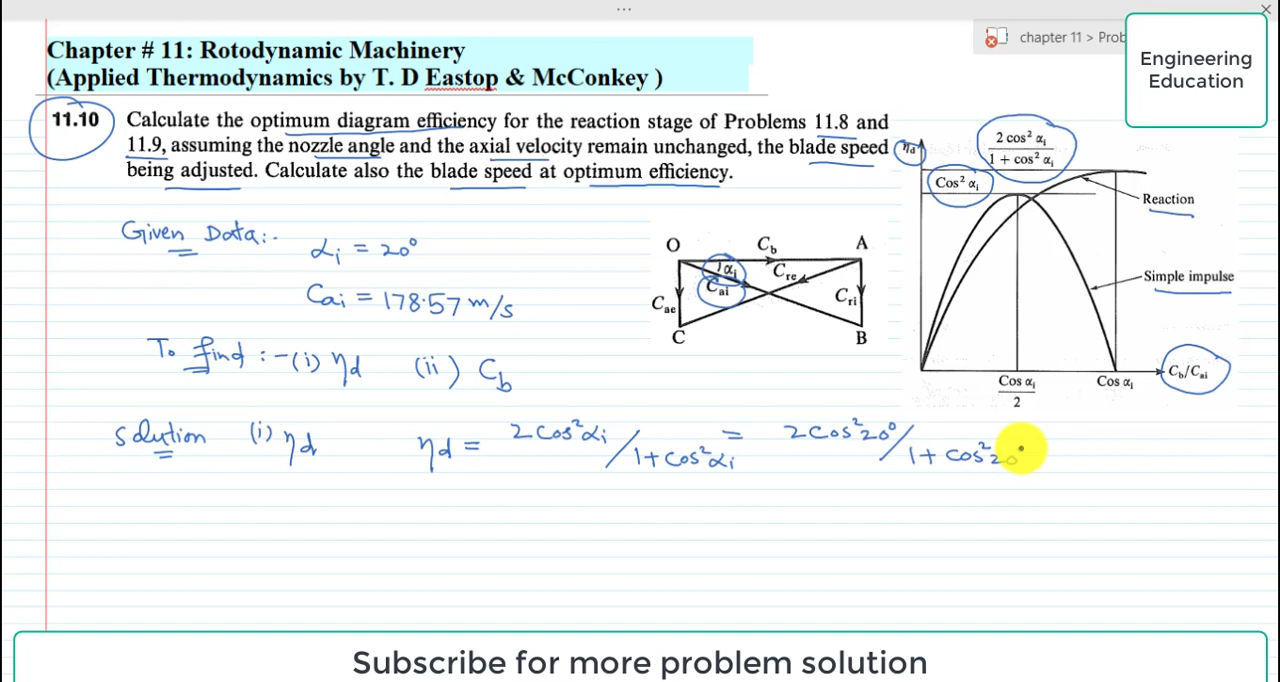 ...
Chapter # 11: Rotodynamic Machinery
(Applied Thermodynamics by T. D Eastop & McConkey )
chapter 11 > Prob
Engineering
Education
11.10 Calculate the optimum diagram efficiency for the reaction stage of Problems 11.8 and
11.9, assuming the nozzle angle and the axial velocity remain unchanged, the blade speed
being adjusted. Calculate also the blade speed at optimum efficiency.
ηd
2 cos² αi
1 + cos² αi
Cos² αi
Reaction
Simple impulse
Cb/Cai
Cos αi
2
Cos αi
O Cb A
αi Cre
Cai
Cae Cri
C B
Given Data:- αi = 20°
Cai = 178.57 m/s
To find :- (i) ηd (ii) Cb
Solution (i) ηd ηd = 2cos²αi / 1+cos²αi = 2cos²20° / 1+cos²20°
Subscribe for more problem solution